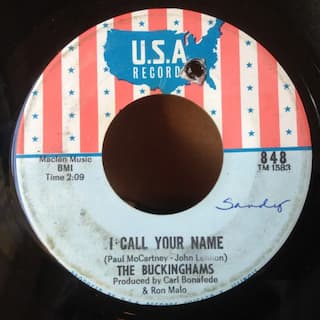 U.S.A
RECORDS
Maclen Music
BMI
Time 2:09
848
TM 1583
Sandy
I CALL YOUR NAME
(Paul McCartney - John Lennon)
THE BUCKINGHAMS
Produced by Carl Bonafede
& Ron Malo